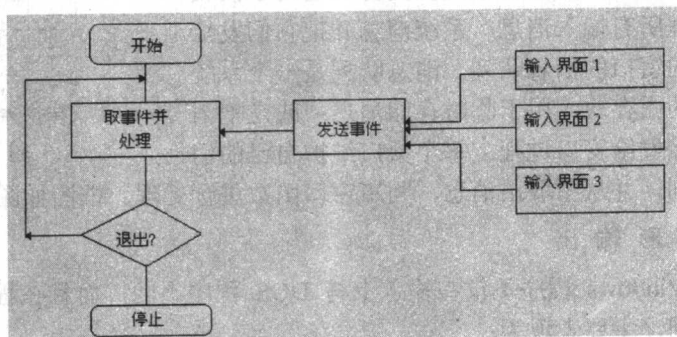 开始
取事件并
处理
发送事件
输入界面 1
输入界面 2
输入界面 3
退出?
停止